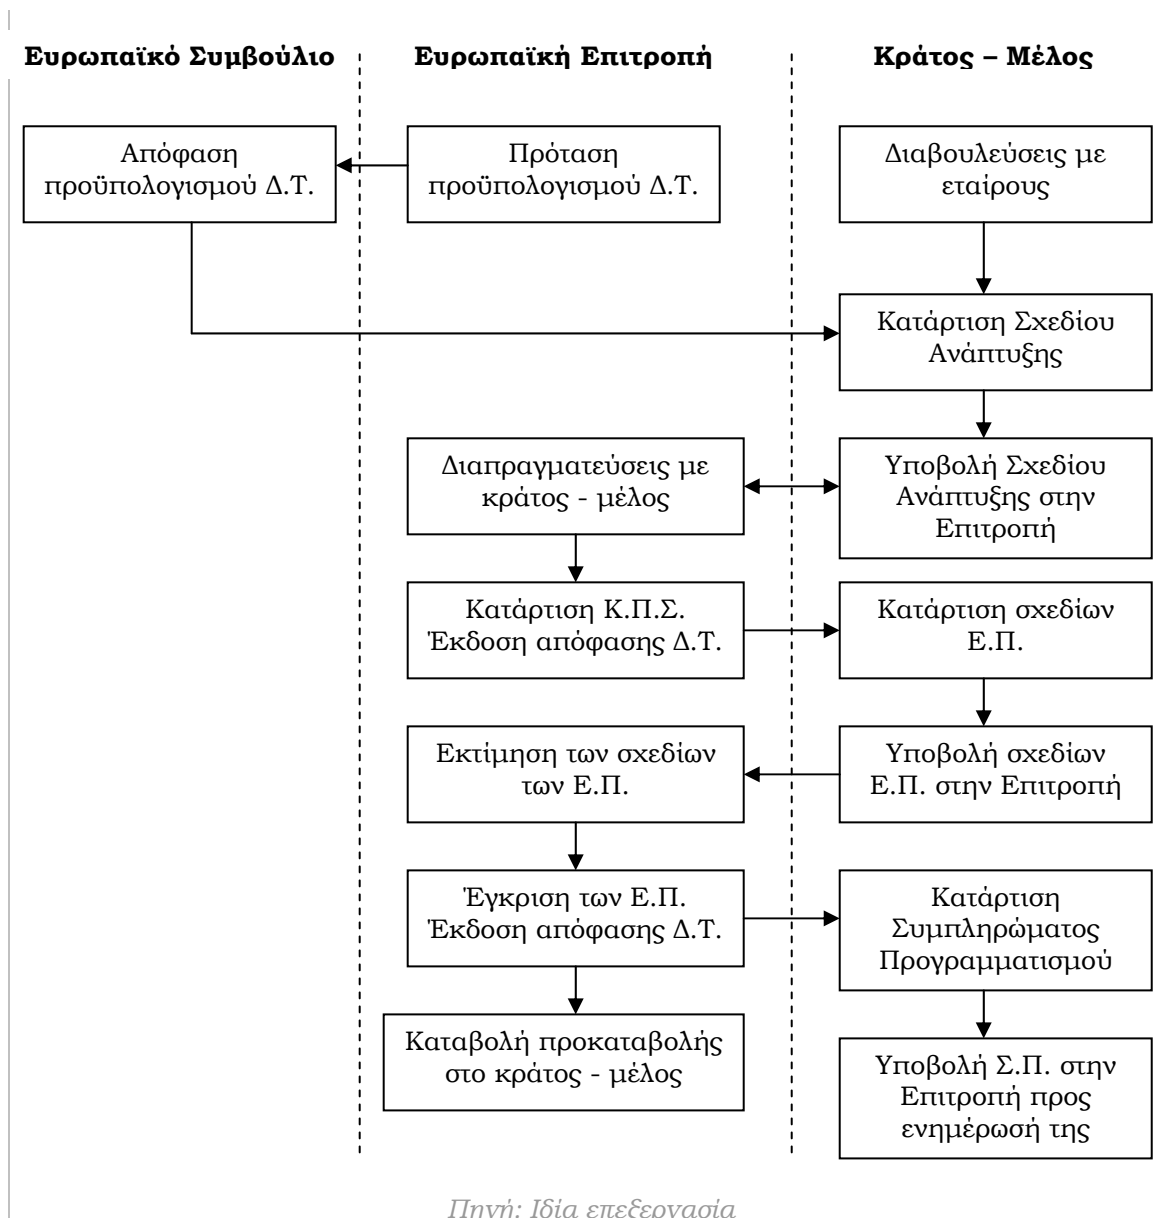 Ευρωπαϊκό Συμβούλιο
Ευρωπαϊκή Επιτροπή
Κράτος – Μέλος
Απόφαση
προϋπολογισμού Δ.Τ.
Πρόταση
προϋπολογισμού Δ.Τ.
Διαβουλεύσεις με
εταίρους
Κατάρτιση Σχεδίου
Ανάπτυξης
Διαπραγματεύσεις με
κράτος - μέλος
Υποβολή Σχεδίου
Ανάπτυξης στην
Επιτροπή
Κατάρτιση Κ.Π.Σ.
Έκδοση απόφασης Δ.Τ.
Κατάρτιση σχεδίων
Ε.Π.
Εκτίμηση των σχεδίων
των Ε.Π.
Υποβολή σχεδίων
Ε.Π. στην Επιτροπή
Έγκριση των Ε.Π.
Έκδοση απόφασης Δ.Τ.
Κατάρτιση
Συμπληρώματος
Προγραμματισμού
Καταβολή προκαταβολής
στο κράτος - μέλος
Υποβολή Σ.Π. στην
Επιτροπή προς
ενημέρωσή της
Πηγή: Ιδία επεξεργασία